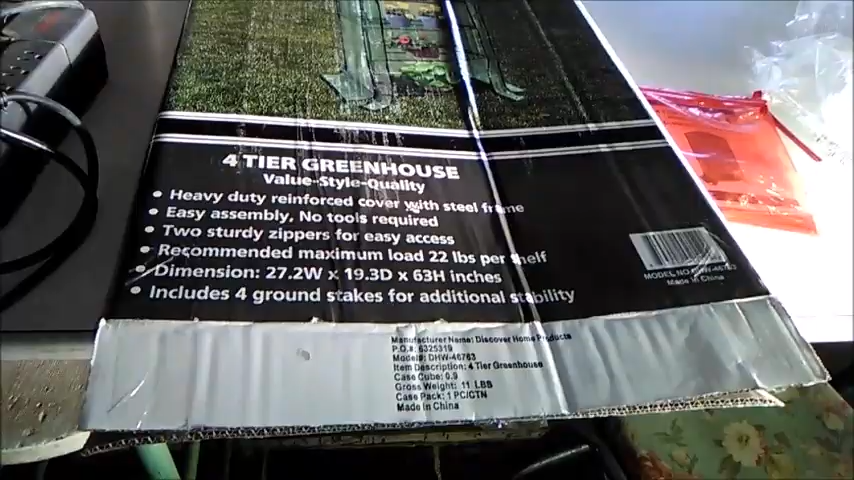 4 TIER GREENHOUSE
Value-Style-Quality
• Heavy duty reinforced cover with steel frame
• Easy assembly. No tools required
• Two sturdy zippers for easy access
• Recommended maximum load 22 lbs per shelf
• Dimension: 27.2W x 19.3D x 63H inches
• Includes 4 ground stakes for additional stability
MODEL NO. DHW-46763
Made in China
Manufacturer Name: Discover Home Products
P.O.# : 6325319
Model# : DHW-46763
Item Description : 4 Tier Greenhouse
Case Cube: 0.9
Gross Weight : 11 LBS
Case Pack: 1 PC/CTN
Made in China